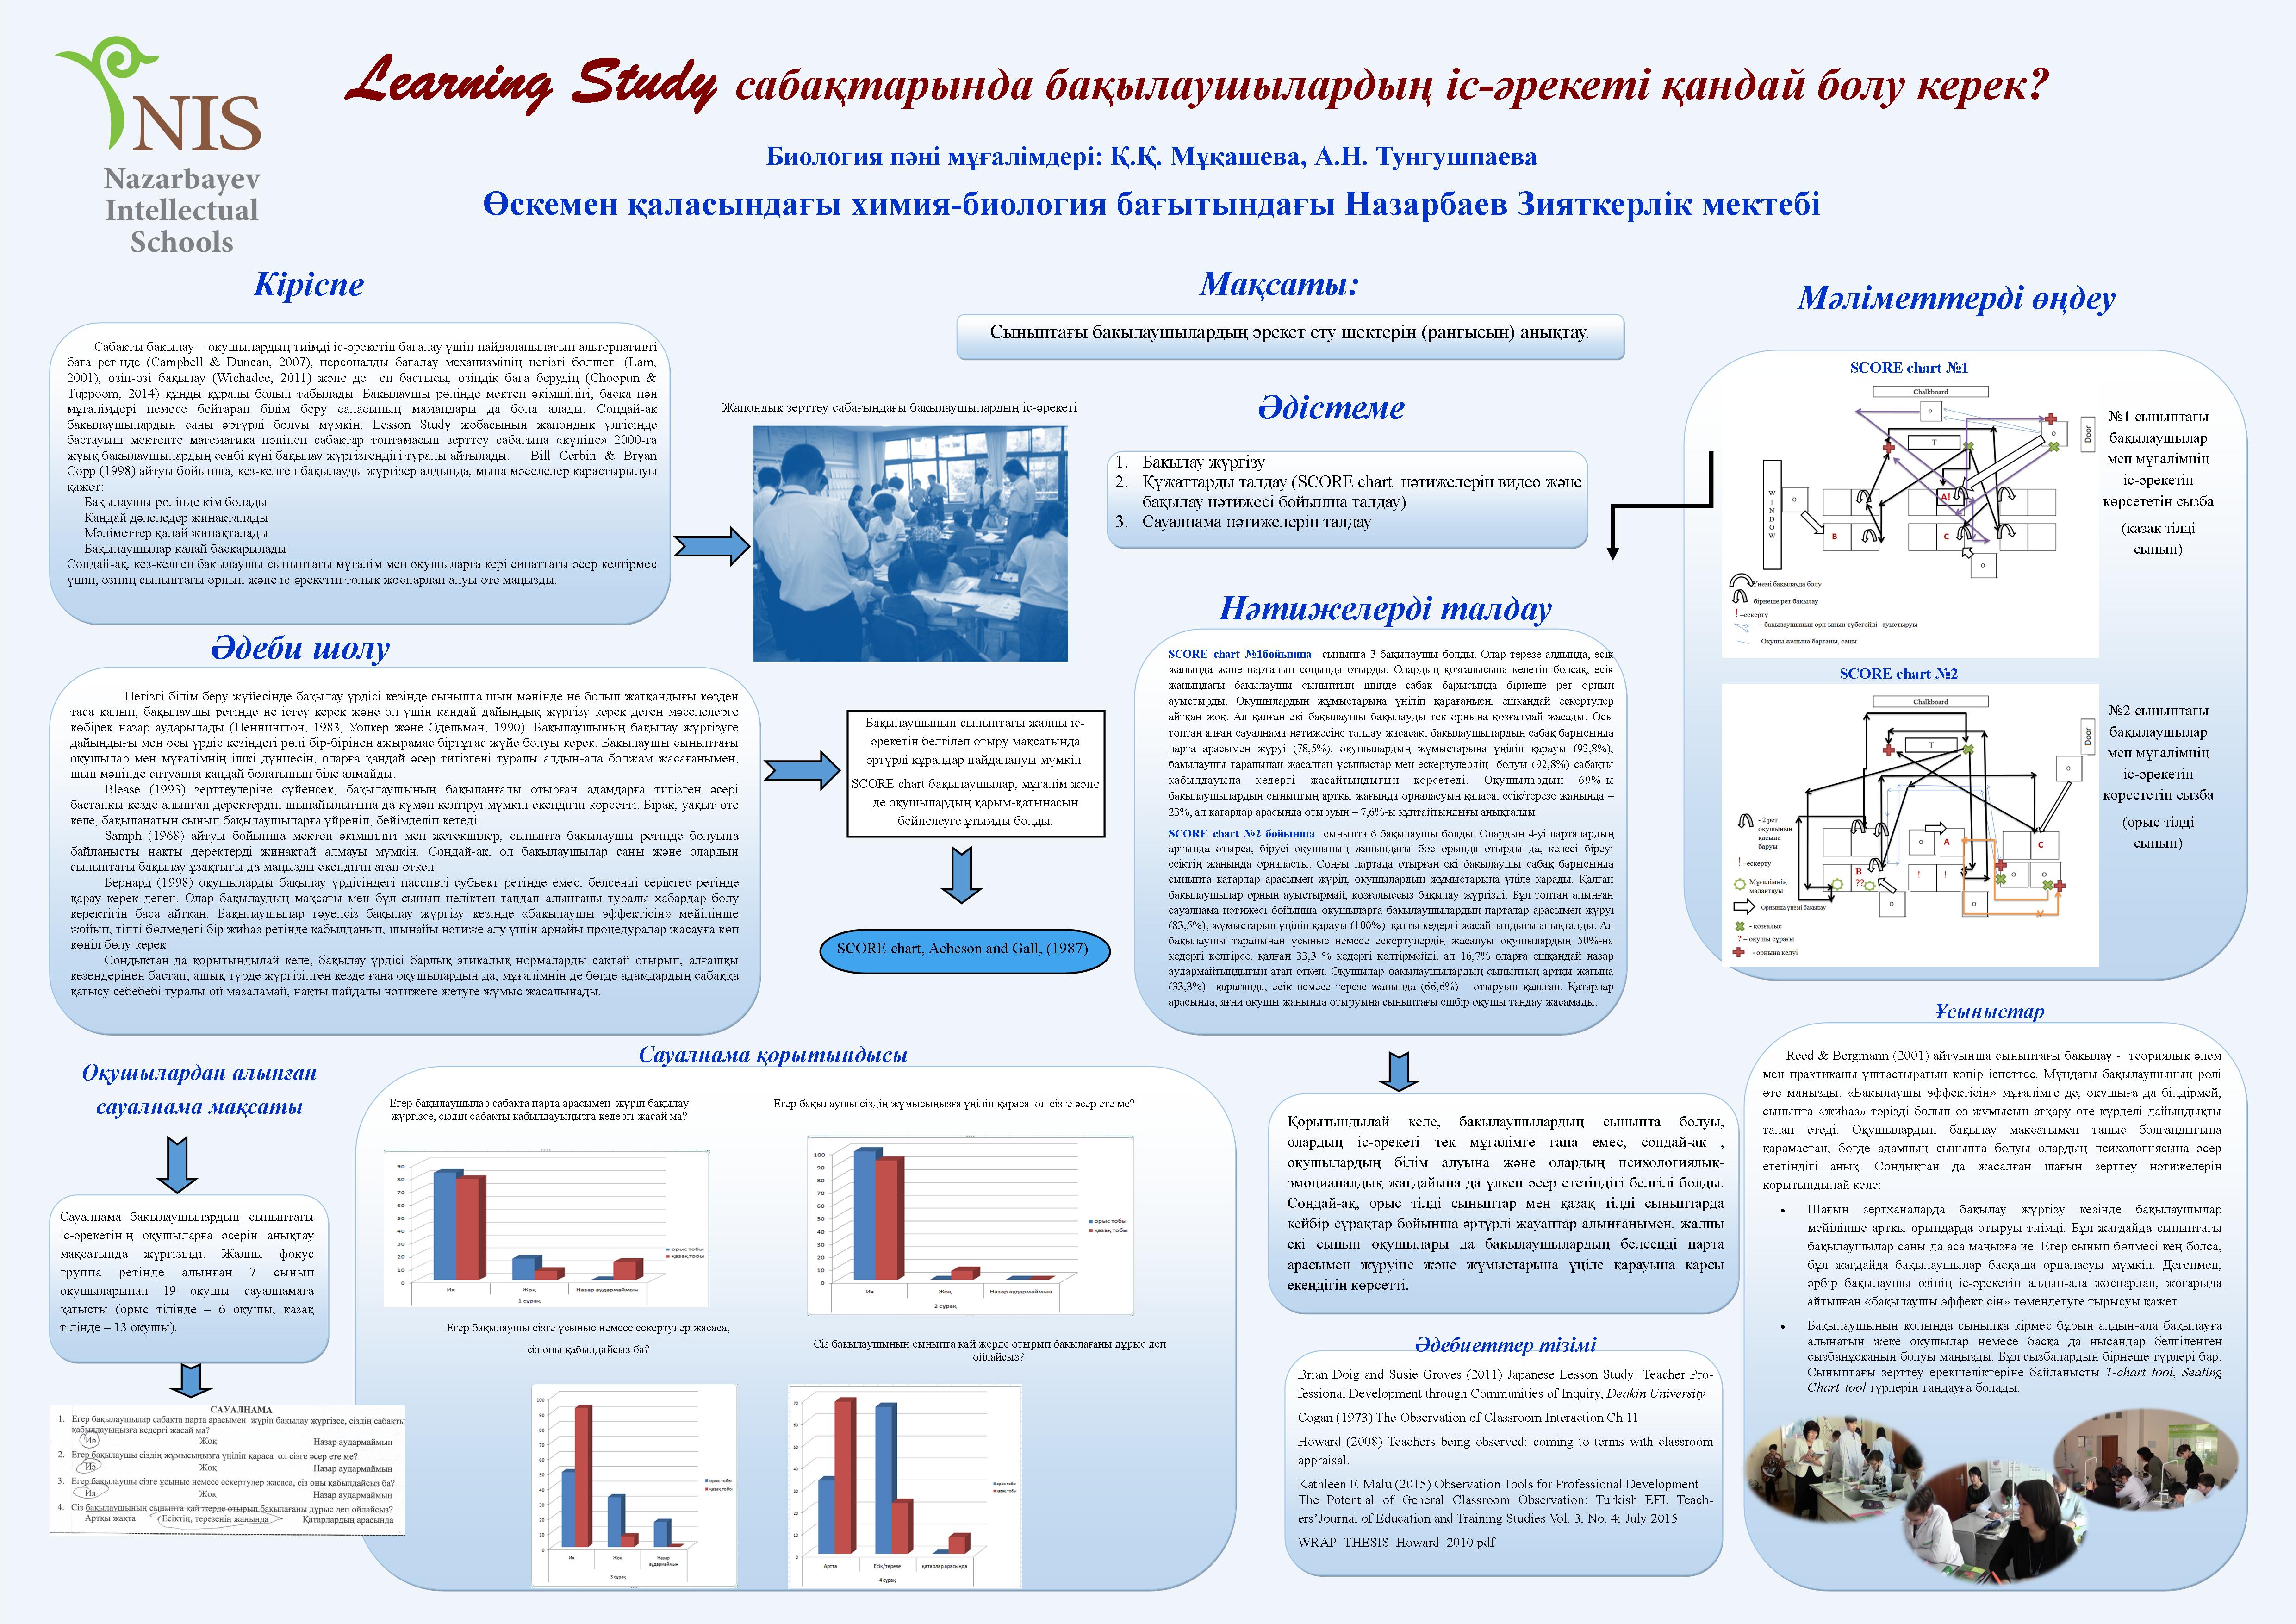 NIS
Nazarbayev
Intellectual
Schools
Learning Study сабақтарында бақылаушылардың іс-әрекеті қандай болу керек?
Биология пәні мұғалімдері: Қ.Қ. Мұқашева, А.Н. Тунгушпаева
Өскемен қаласындағы химия-биология бағытындағы Назарбаев Зияткерлік мектебі
Кіріспе
Сабақты бақылау – оқушылардың тиімді іс-әрекетін бағалау үшін пайдаланылатын альтернативті
баға ретінде (Campbell & Duncan, 2007), персоналды бағалау механизмінің негізгі бөлшегі (Lam,
2001), өзін-өзі бақылау (Wichadee, 2011) және де ең бастысы, өзіндік баға берудің (Choopun &
Tuppoom, 2014) құнды құралы болып табылады. Бақылаушы рөлінде мектеп әкімшілігі, басқа пән
мұғалімдері немесе бейтарап білім беру саласының мамандары да бола алады. Сондай-ақ
бақылаушылардың саны әртүрлі болуы мүмкін. Lesson Study жобасының жапондық үлгісінде
бастауыш мектепте математика пәнінен сабақтар топтамасын зерттеу сабағына «күніне» 2000-ға
жуық бақылаушылардың сенбі күні бақылау жүргізгендігі туралы айтылады. Bill Cerbin & Bryan
Copp (1998) айтуы бойынша, кез-келген бақылауды жүргізер алдында, мына мәселелер қарастырылуы
қажет:
Бақылаушы рөлінде кім болады
Қандай дәлеледер жинақталады
Мәліметтер қалай жинақталады
Бақылаушылар қалай басқарылады
Сондай-ақ, кез-келген бақылаушы сыныптағы мұғалім мен оқушыларға кері сипаттағы әсер келтірмес
үшін, өзінің сыныптағы орнын және іс-әрекетін толық жоспарлап алуы өте маңызды.
Әдеби шолу
Негізгі білім беру жүйесінде бақылау үрдісі кезінде сыныпта шын мәнінде не болып жатқандығы көзден
таса қалып, бақылаушы ретінде не істеу керек және ол үшін қандай дайындық жүргізу керек деген мәселелерге
көбірек назар аударылады (Пеннингтон, 1983, Уолкер және Эдельман, 1990). Бақылаушының бақылау жүргізуге
дайындығы мен осы үрдіс кезіндегі рөлі бір-бірінен ажырамас біртұтас жүйе болуы керек. Бақылаушы сыныптағы
оқушылар мен мұғалімнің ішкі дүниесін, оларға қандай әсер тигізгені туралы алдын-ала болжам жасағанымен,
шын мәнінде ситуация қандай болатынын біле алмайды.
Blease (1993) зерттеулеріне сүйенсек, бақылаушының бақыланғалы отырған адамдарға тигізген әсері
бастапқы кезде алынған деректердің шынайылығына да күмән келтіруі мүмкін екендігін көрсетті. Бірақ, уақыт өте
келе, бақыланатын сынып бақылаушыларға үйреніп, бейімделіп кетеді.
Samph (1968) айтуы бойынша мектеп әкімшілігі мен жетекшілер, сыныпта бақылаушы ретінде болуына
байланысты нақты деректерді жинақтай алмауы мүмкін. Сондай-ақ, ол бақылаушылар саны және олардың
сыныптағы бақылау ұзақтығы да маңызды екендігін атап өткен.
Бернард (1998) оқушыларды бақылау үрдісіндегі пассивті субъект ретінде емес, белсенді серіктес ретінде
қарау керек деген. Олар бақылаудың мақсаты мен бұл сынып неліктен таңдап алынғаны туралы хабардар болу
керектігін баса айтқан. Бақылаушылар тәуелсіз бақылау жүргізу кезінде «бақылаушы эффектісін» мейілінше
жойып, тіпті бөлмедегі бір жиһаз ретінде қабылданып, шынайы нәтиже алу үшін арнайы процедуралар жасауға көп
көңіл бөлу керек.
Сондықтан да қорытындылай келе, бақылау үрдісі барлық этикалық нормаларды сақтай отырып, алғашқы
кезеңдерінен бастап, ашық түрде жүргізілген кезде ғана оқушылардың да, мұғалімнің де бөгде адамдардың сабаққа
қатысу себебебі туралы ой мазаламай, нақты пайдалы нәтижеге жетуге жұмыс жасалынады.
Жапондық зерттеу сабағындағы бақылаушылардың іс-әрекеті
Бақылаушының сыныптағы жалпы іс-
әрекетін белгілеп отыру мақсатында
әртүрлі құралдар пайдалануы мүмкін.
SCORE chart бақылаушылар, мұғалім және
де оқушылардың қарым-қатынасын
бейнелеуге ұтымды болды.
SCORE chart, Acheson and Gall, (1987)
Мақсаты:
Сыныптағы бақылаушылардың әрекет ету шектерін (рангысын) анықтау.
Әдістеме
1. Бақылау жүргізу
2. Құжаттарды талдау (SCORE chart нәтижелерін видео және
бақылау нәтижесі бойынша талдау)
3. Сауалнама нәтижелерін талдау
Нәтижелерді талдау
SCORE chart №1бойынша сыныпта 3 бақылаушы болды. Олар терезе алдында, есік
жанында және партаның соңында отырды. Олардың қозғалысына келетін болсақ, есік
жанындағы бақылаушы сыныптың ішінде сабақ барысында бірнеше рет орнын
ауыстырды. Оқушылардың жұмыстарына үңіліп қарағанмен, ешқандай ескертулер
айтқан жоқ. Ал қалған екі бақылаушы бақылауды тек орнына қозғалмай жасады. Осы
топтан алған сауалнама нәтижесіне талдау жасасақ, бақылаушылардың сабақ барысында
парта арасымен жүруі (78,5%), оқушылардың жұмыстарына үңіліп қарауы (92,8%),
бақылаушы тарапынан жасалған ұсыныстар мен ескертулердің болуы (92,8%) сабақты
қабылдауына кедергі жасайтындығын көрсетеді. Оқушылардың 69%-ы
бақылаушылардың сыныптың артқы жағында орналасуын қаласа, есік/терезе жанында –
23%, ал қатарлар арасында отыруын – 7,6%-ы құптайтындығы анықталды.
SCORE chart №2 бойынша сыныпта 6 бақылаушы болды. Олардың 4-уі парталардың
артында отырса, біруеі оқушының жанындағы бос орында отырды да, келесі біреуі
есіктің жанында орналасты. Соңғы партада отырған екі бақылаушы сабақ барысында
сыныпта қатарлар арасымен жүріп, оқушылардың жұмыстарына үңіле қарады. Қалған
бақылаушылар орнын ауыстырмай, қозғалыссыз бақылау жүргізді. Бұл топтан алынған
сауалнама нәтижесі бойынша оқушыларға бақылаушылардың парталар арасымен жүруі
(83,5%), жұмыстарын үңіліп қарауы (100%) қатты кедергі жасайтындығы анықталды. Ал
бақылаушы тарапынан ұсыныс немесе ескертулердің жасалуы оқушылардың 50%-на
кедергі келтірсе, қалған 33,3 % кедергі келтірмейді, ал 16,7% оларға ешқандай назар
аудармайтындығын атап өткен. Оқушылар бақылаушылардың сыныптың артқы жағына
(33,3%) қарағанда, есік немесе терезе жанында (66,6%) отыруын қалаған. Қатарлар
арасында, яғни оқушы жанында отыруына сыныптағы ешбір оқушы таңдау жасамады.
Мәліметтерді өңдеу
SCORE chart №1
Chalkboard
o
T
o
Door
WINDOW
o
A!
B
C
o
Үнемі бақылауда болу
бірнеше рет бакылау
! –ескерту
- бақылаушының орн ынын түбегейлі ауыстыруы
Оқушы жанына барғаны, саны
№1 сыныптағы
бақылаушылар
мен мұғалімнің
іс-әрекетін
көрсететін сызба
(қазақ тілді
сынып)
SCORE chart №2
Chalkboard
T
Door
o
o
A
C
B
??
!
!
o
o
o
o
- 2 рет
оқушының
касына
баруы
! –ескерту
Мұғалімнің
мадақтауы
Орнында үнемі бақылау
- козғалыс
? – оқушы сұрағы
- орнына келуі
№2 сыныптағы
бақылаушылар
мен мұғалімнің
іс-әрекетін
көрсететін сызба
(орыс тілді
сынып)
Оқушылардан алынған
сауалнама мақсаты
Сауалнама бақылаушылардың сыныптағы
іс-әрекетінің оқушыларға әсерін анықтау
мақсатында жүргізілді. Жалпы фокус
группа ретінде алынған 7 сынып
оқушыларынан 19 оқушы сауалнамаға
қатысты (орыс тілінде – 6 оқушы, казақ
тілінде – 13 оқушы).
САУАЛНАМА
1. Егер бақылаушылар сабакта парта арасымен жүріп бақылау жүргізсе, сіздің сабақты
қабылдауыңызға кедергі жасай ма?
Иә Жоқ Назар аудармаймын
2. Егер бақылаушы сіздің жұмысыңызға үңіліп қараса ол сізге әсер ете ме?
Иә Жоқ Назар аудармаймын
3. Егер бақылаушы сізге ұсыныс немесе ескертулер жасаса, сіз оны қабылдайсыз ба?
Ия Жоқ Назар аудармаймын
4. Сіз бақылаушының сыныпта қай жерде отырып бақылағаны дұрыс деп ойлайсыз?
Артқы жақта Есіктің, терезенің жанында Қатарлардың арасында
Сауалнама қорытындысы
Егер бақылаушылар сабақта парта арасымен жүріп бақылау
жүргізсе, сіздің сабақты қабылдауыңызға кедергі жасай ма?
90
80
70
60
50
40
30
20
10
0
Ия Жоқ Назар аудармаймын
1 сұрақ
орыс тобы
қазақ тобы
Егер бақылаушы сіздің жұмысыңызға үңіліп қараса ол сізге әсер ете ме?
100
90
80
70
60
50
40
30
20
10
0
Ия Жоқ Назар аудармаймын
2 сұрақ
орыс тобы
қазақ тобы
Егер бақылаушы сізге ұсыныс немесе ескертулер жасаса,
сіз оны қабылдайсыз ба?
100
90
80
70
60
50
40
30
20
10
0
Ия Жоқ Назар
аудармаймын
3 сұрақ
орыс тобы
қазақ тобы
Сіз бақылаушының сыныпта қай жерде отырып бақылағаны дұрыс деп
ойлайсыз?
70
60
50
40
30
20
10
0
Артта Есік/терезе қатарлар арасында
4 сұрақ
орыс тобы
қазақ тобы
Қорытындылай келе, бақылаушылардың сыныпта болуы,
олардың іс-әрекеті тек мұғалімге ғана емес, сондай-ақ ,
оқушылардың білім алуына және олардың психологиялық-
эмоцианалдық жағдайына да үлкен әсер ететіндігі белгілі болды.
Сондай-ақ, орыс тілді сыныптар мен қазақ тілді сыныптарда
кейбір сұрақтар бойынша әртүрлі жауаптар алынғанымен, жалпы
екі сынып оқушылары да бақылаушылардың белсенді парта
арасымен жүруіне және жұмыстарына үңіле қарауына қарсы
екендігін көрсетті.
Әдебиеттер тізімі
Brian Doig and Susie Groves (2011) Japanese Lesson Study: Teacher Pro-
fessional Development through Communities of Inquiry, Deakin University
Cogan (1973) The Observation of Classroom Interaction Ch 11
Howard (2008) Teachers being observed: coming to terms with classroom
appraisal.
Kathleen F. Malu (2015) Observation Tools for Professional Development
The Potential of General Classroom Observation: Turkish EFL Teach-
ers’Journal of Education and Training Studies Vol. 3, No. 4; July 2015
WRAP_THESIS_Howard_2010.pdf
Ұсыныстар
Reed & Bergmann (2001) айтуынша сыныптағы бақылау - теориялық әлем
мен практиканы ұштастыратын көпір іспеттес. Мұндағы бақылаушының рөлі
өте маңызды. «Бақылаушы эффектісін» мұғалімге де, оқушыға да білдірмей,
сыныпта «жиһаз» тәрізді болып өз жұмысын атқару өте күрделі дайындықты
талап етеді. Оқушылардың бақылау мақсатымен таныс болғандығына
қарамастан, бөгде адамның сыныпта болуы олардың психологиясына әсер
ететіндігі анық. Сондықтан да жасалған шағын зерттеу нәтижелерін
қорытындылай келе:
• Шағын зертханаларда бақылау жүргізу кезінде бақылаушылар
мейілінше артқы орындарда отыруы тиімді. Бұл жағдайда сыныптағы
бақылаушылар саны да аса маңызға ие. Егер сынып бөлмесі кең болса,
бұл жағдайда бақылаушылар басқаша орналасуы мүмкін. Дегенмен,
әрбір бақылаушы өзінің іс-әрекетін алдын-ала жоспарлап, жоғарыда
айтылған «бақылаушы эффектісін» төмендетуге тырысуы қажет.
• Бақылаушының қолында сыныпқа кірмес бұрын алдын-ала бақылауға
алынатын жеке оқушылар немесе басқа да нысандар белгіленген
сызбанұсқаның болуы маңызды. Бұл сызбалардың бірнеше түрлері бар.
Сыныптағы зерттеу ерекшеліктеріне байланысты T-chart tool, Seating
Chart tool түрлерін таңдауға болады.